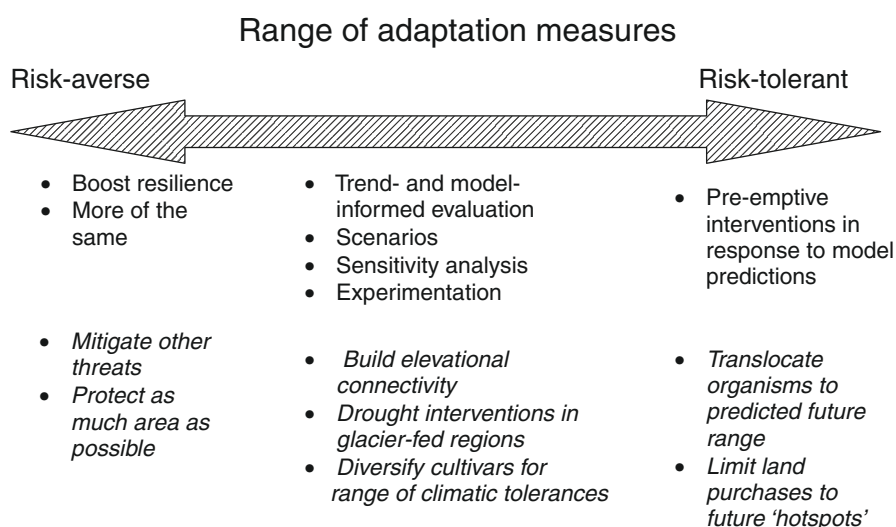 Range of adaptation measures
Risk-averse
Risk-tolerant
• Boost resilience
• More of the
same
• Mitigate other
threats
• Protect as
much area as
possible
• Trend- and model-
informed evaluation
• Scenarios
• Sensitivity analysis
• Experimentation
• Build elevational
connectivity
• Drought interventions in
glacier-fed regions
• Diversify cultivars for
range of climatic tolerances
• Pre-emptive
interventions in
response to model
predictions
• Translocate
organisms to
predicted future
range
• Limit land
purchases to
future ‘hotspots’